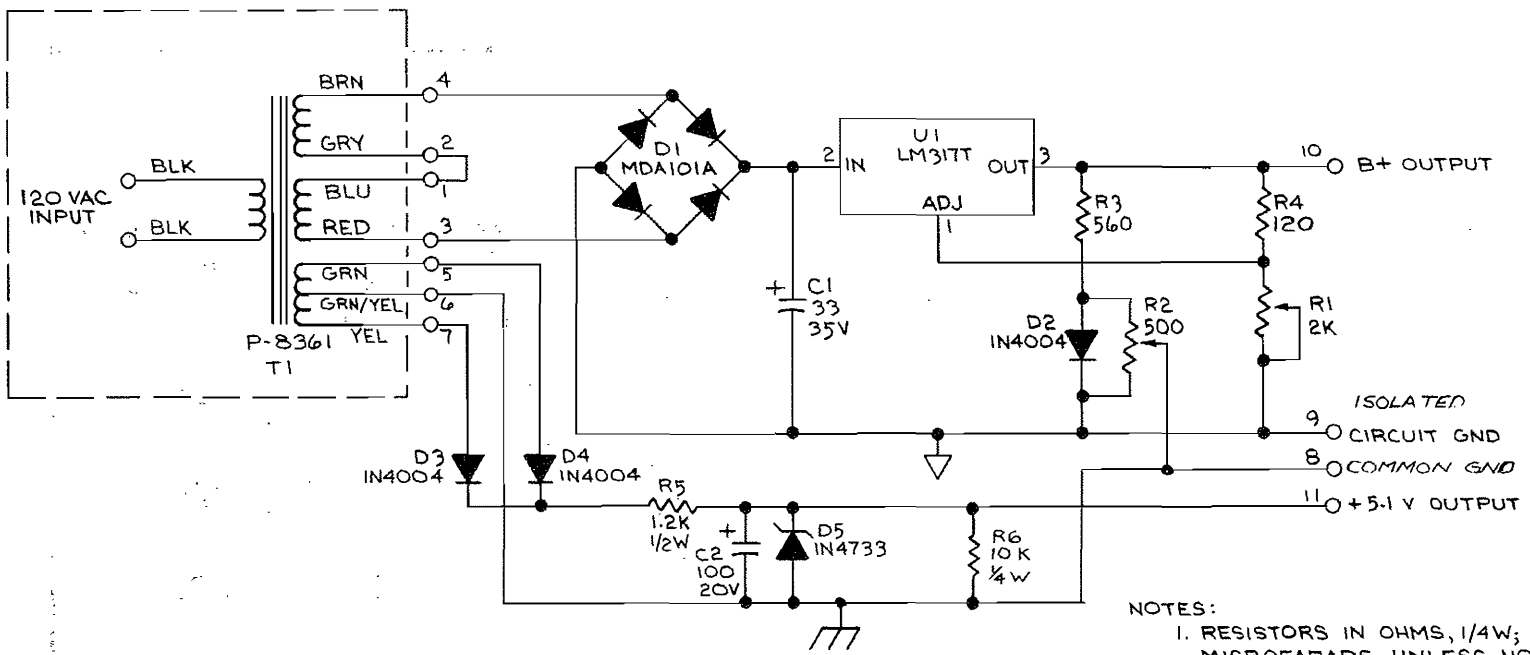 120 VAC
INPUT
BLK
BLK
BRN
GRY
BLU
RED
GRN
GRN/YEL
YEL
4
2
1
3
5
6
7
P-8361
T1
D1
MDA101A
2
IN
U1
LM317T
OUT
3
ADJ
1
C1
33
35V
+
R3
560
R4
120
D2
IN4004
R2
500
R1
2K
10
B+ OUTPUT
ISOLATED
9
CIRCUIT GND
8
COMMON GND
11
+5.1 V OUTPUT
D3
IN4004
D4
IN4004
R5
1.2K
1/2W
+
C2
100
20V
D5
IN4733
R6
10K
1/4W
NOTES:
1. RESISTORS IN OHMS, 1/4W;